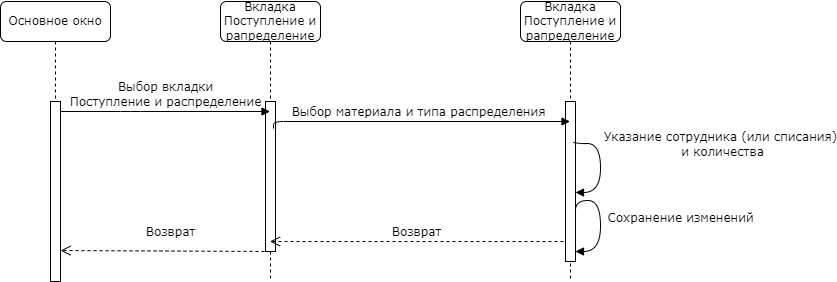 Основное окно
Вкладка
Поступление и
рапределение
Вкладка
Поступление и
рапределение
Выбор вкладки
Поступление и распределение
Выбор материала и типа распределения
Указание сотрудника (или списания)
и количества
Сохранение изменений
Возврат
Возврат